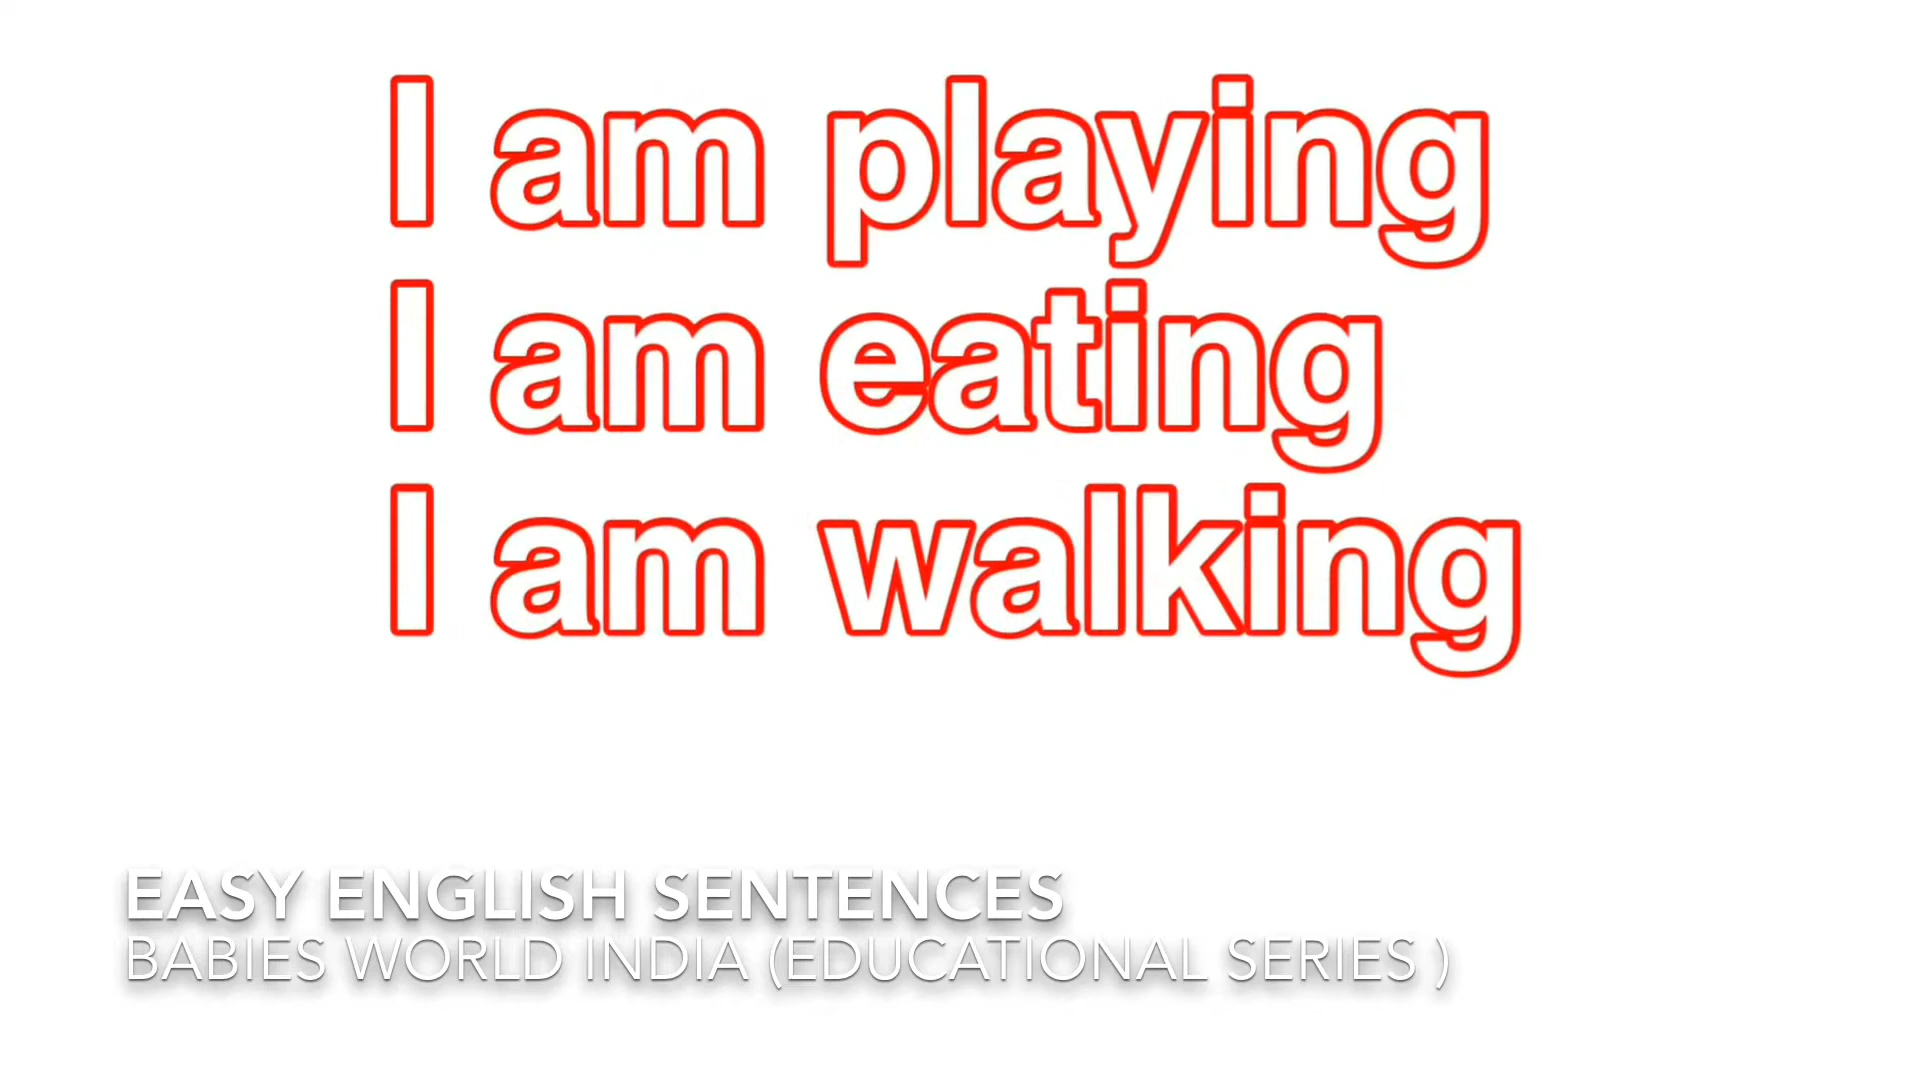 I am playing
I am eating
I am walking
EASY ENGLISH SENTENCES
BABIES WORLD INDIA (EDUCATIONAL SERIES )